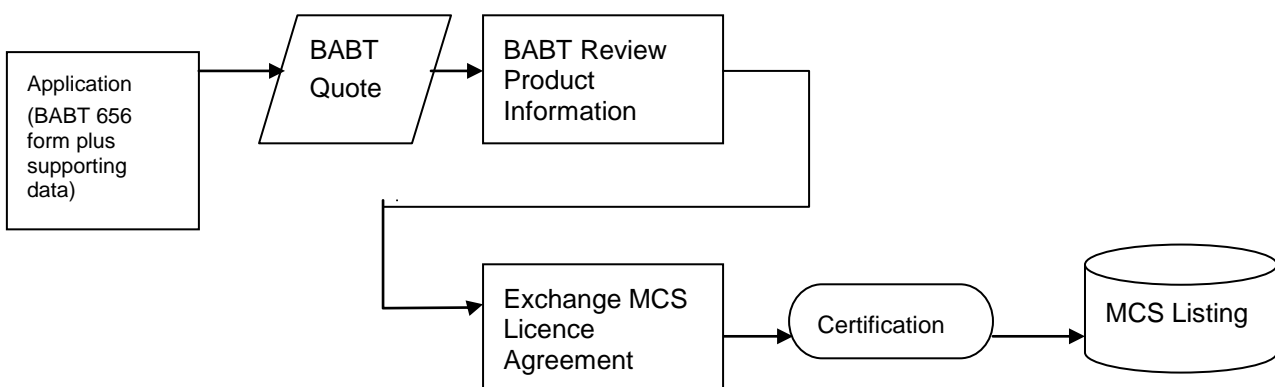 Application
(BABT 656
form plus
supporting
data)
BABT
Quote
BABT Review
Product
Information
Exchange MCS
Licence
Agreement
Certification
MCS Listing